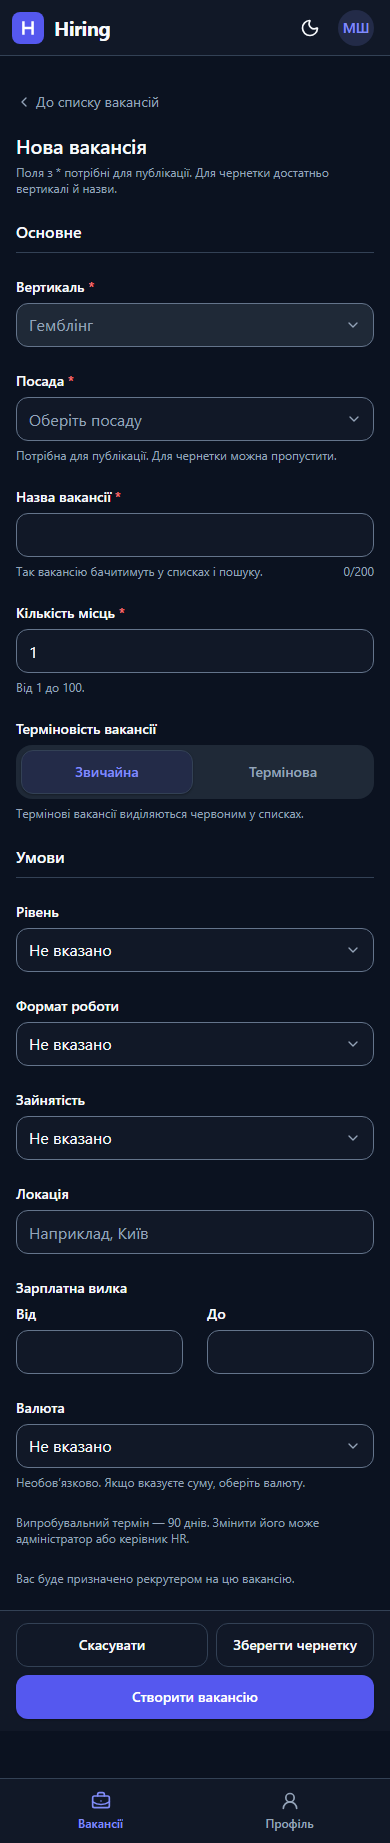 H Hiring МШ
До списку вакансій
Нова вакансія
Поля з * потрібні для публікації. Для чернетки достатньо
вертикалі й назви.
Основне
Вертикаль *
Гемблінг
Посада *
Оберіть посаду
Потрібна для публікації. Для чернетки можна пропустити.
Назва вакансії *
Так вакансію бачитимуть у списках і пошуку. 0/200
Кількість місць *
1
Від 1 до 100.
Терміновість вакансії
Звичайна Термінова
Термінові вакансії виділяються червоним у списках.
Умови
Рівень
Не вказано
Формат роботи
Не вказано
Зайнятість
Не вказано
Локація
Наприклад, Київ
Зарплатна вилка
Від До
Валюта
Не вказано
Необов'язково. Якщо вказуєте суму, оберіть валюту.
Випробувальний термін — 90 днів. Змінити його може
адміністратор або керівник HR.
Вас буде призначено рекрутером на цю вакансію.
Скасувати Зберегти чернетку
Створити вакансію
Вакансії Профіль